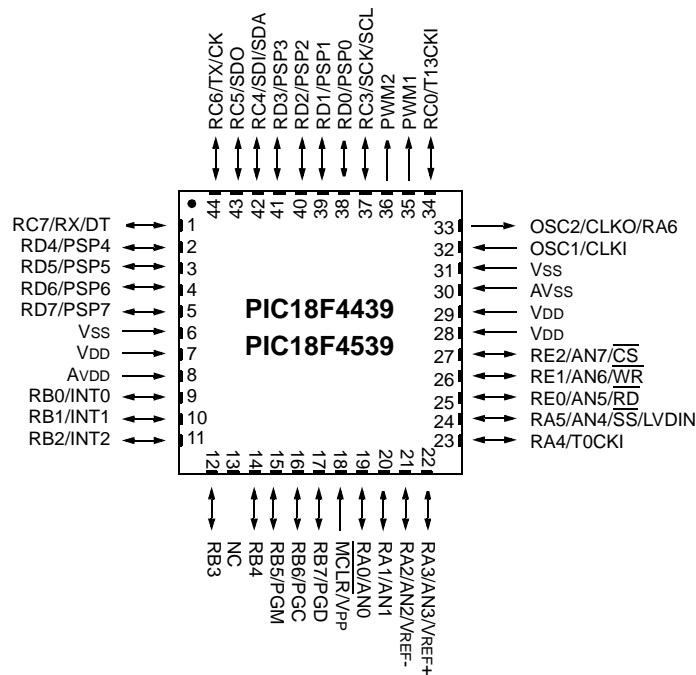 RC6/TX/CK
RC5/SDO
RC4/SDI/SDA
RD3/PSP3
RD2/PSP2
RD1/PSP1
RD0/PSP0
RC3/SCK/SCL
PWM2
PWM1
RC0/T13CKI
44
43
42
41
40
39
38
37
36
35
34
RC7/RX/DT 1
RD4/PSP4 2
RD5/PSP5 3
RD6/PSP6 4
RD7/PSP7 5
VSS 6
VDD 7
AVDD 8
RB0/INT0 9
RB1/INT1 10
RB2/INT2 11
PIC18F4439
PIC18F4539
33 OSC2/CLKO/RA6
32 OSC1/CLKI
31 VSS
30 AVSS
29 VDD
28 VDD
27 RE2/AN7/CS
26 RE1/AN6/WR
25 RE0/AN5/RD
24 RA5/AN4/SS/LVDIN
23 RA4/T0CKI
12
13
14
15
16
17
18
19
20
21
22
RB3
NC
RB4
RB5/PGM
RB6/PGC
RB7/PGD
MCLR/VPP
RA0/AN0
RA1/AN1
RA2/AN2/VREF-
RA3/AN3/VREF+